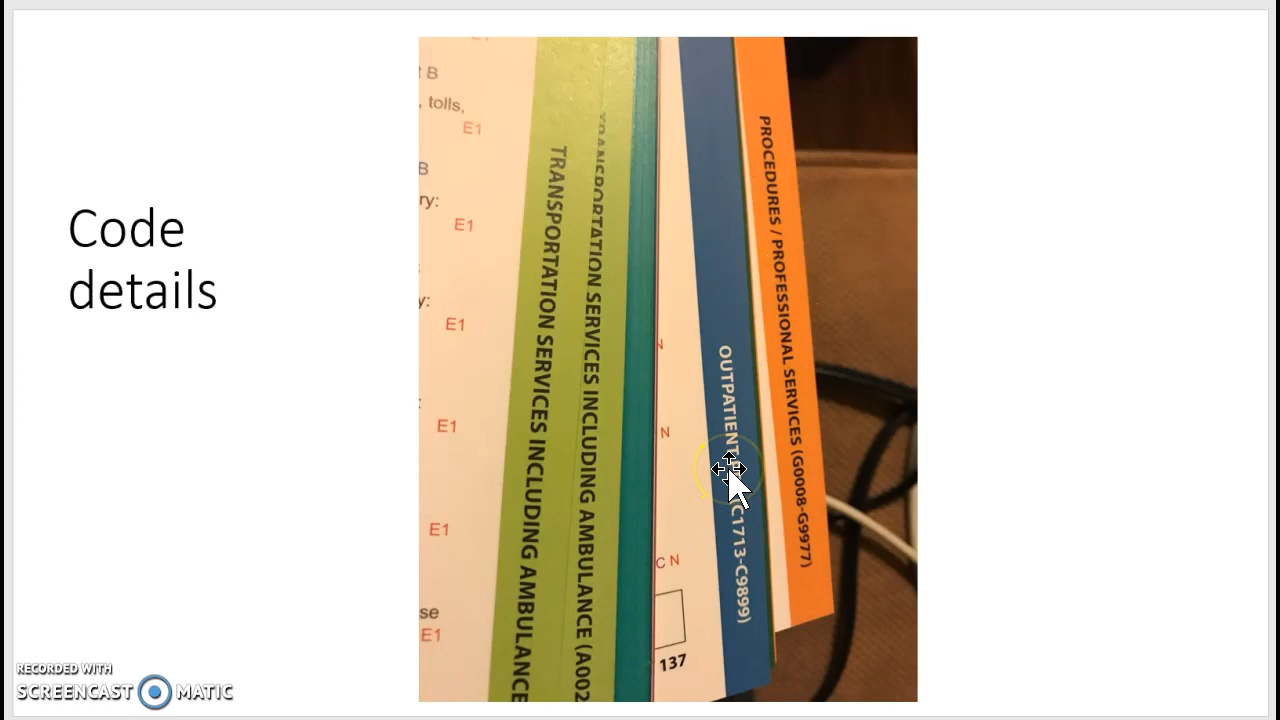 Code
details
E1
t B
, tolls,
E1
B
ry:
E1
y:
E1
E1
E1
se
E1
TRANSPORTATION SERVICES INCLUDING AMBULANCE
TRANSPORTATION SERVICES INCLUDING AMBULANCE (A002
N
N
C N
137
OUTPATIENT C1713-C9899)
PROCEDURES / PROFESSIONAL SERVICES (G0008-G9977)
RECORDED WITH
SCREENCAST MATIC